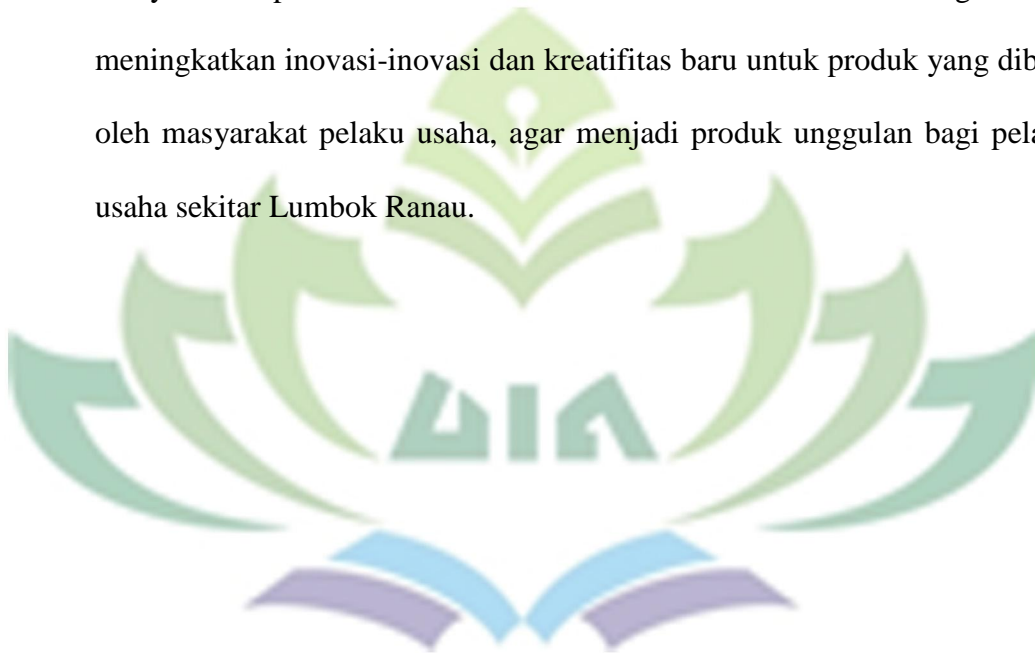 meningkatkan inovasi-inovasi dan kreatifitas baru untuk produk yang
oleh masyarakat pelaku usaha, agar menjadi produk unggulan bagi
usaha sekitar Lumbok Ranau.
UIN